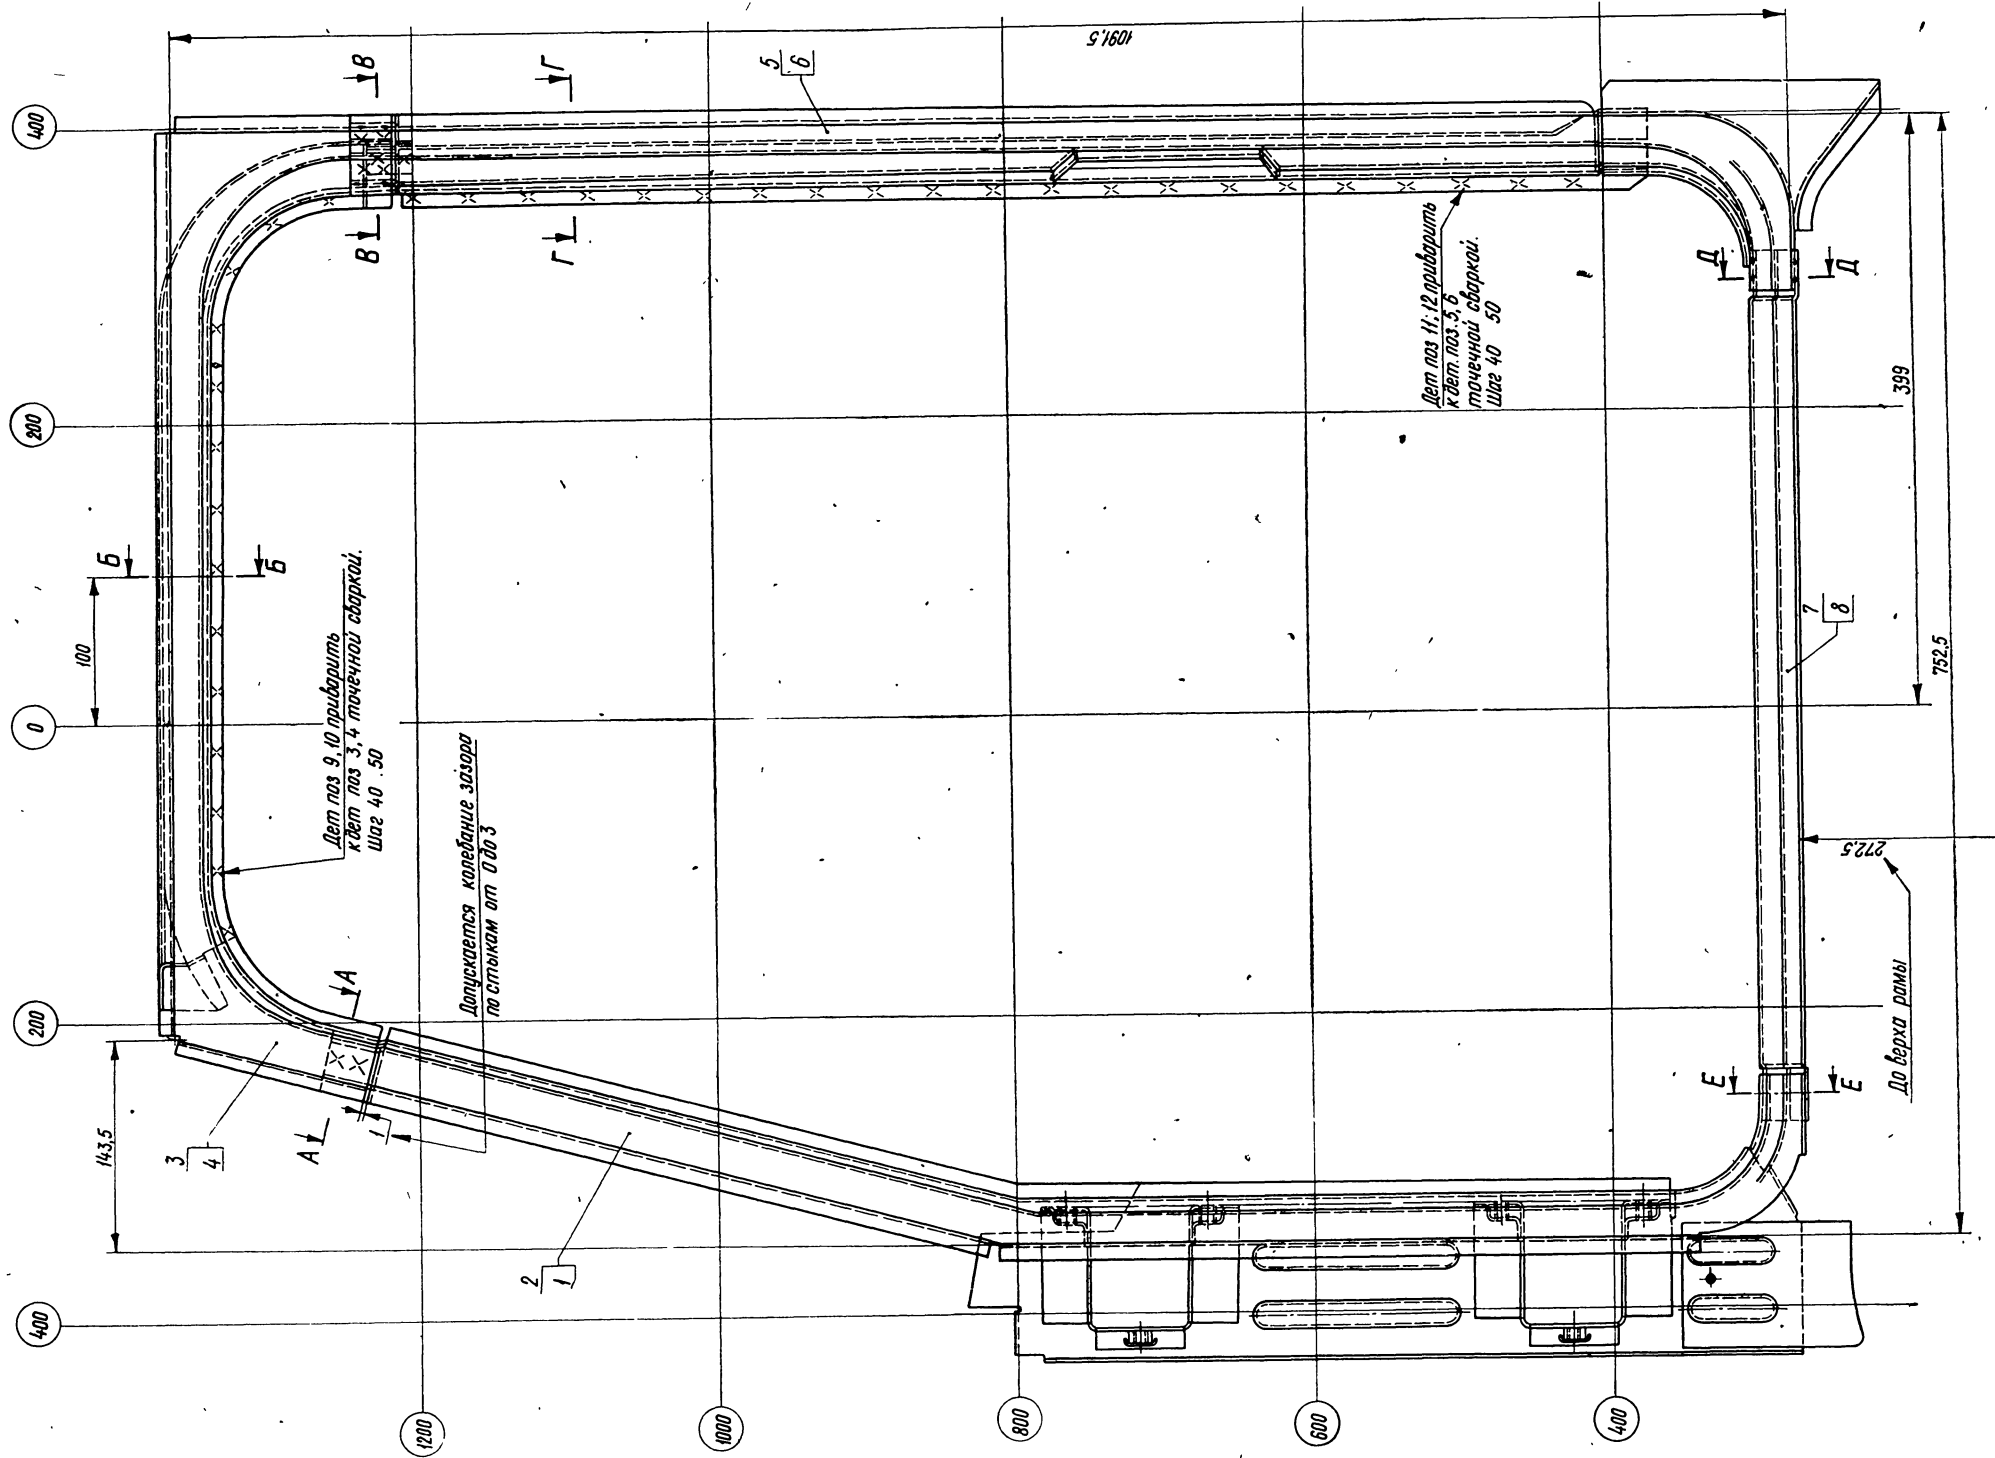 400
200
0
200
400
1200
1000
800
600
400
1091,5
100
143,5
399
752,5
272,5
До верха рамы
В
В
Г
Г
Б
Б
А
А
Д
Д
Е
Е
5
6
3
4
2
1
7
8
1
Дет поз 9,10 приварить
к дет поз 3,4 точечной сваркой.
Шаг 40 . 50
Допускается колебание зазора
по стыкам от 0 до 3
Дет поз 11; 12 приварить
к дет. поз. 5, 6
точечной сваркой.
Шаг 40 50